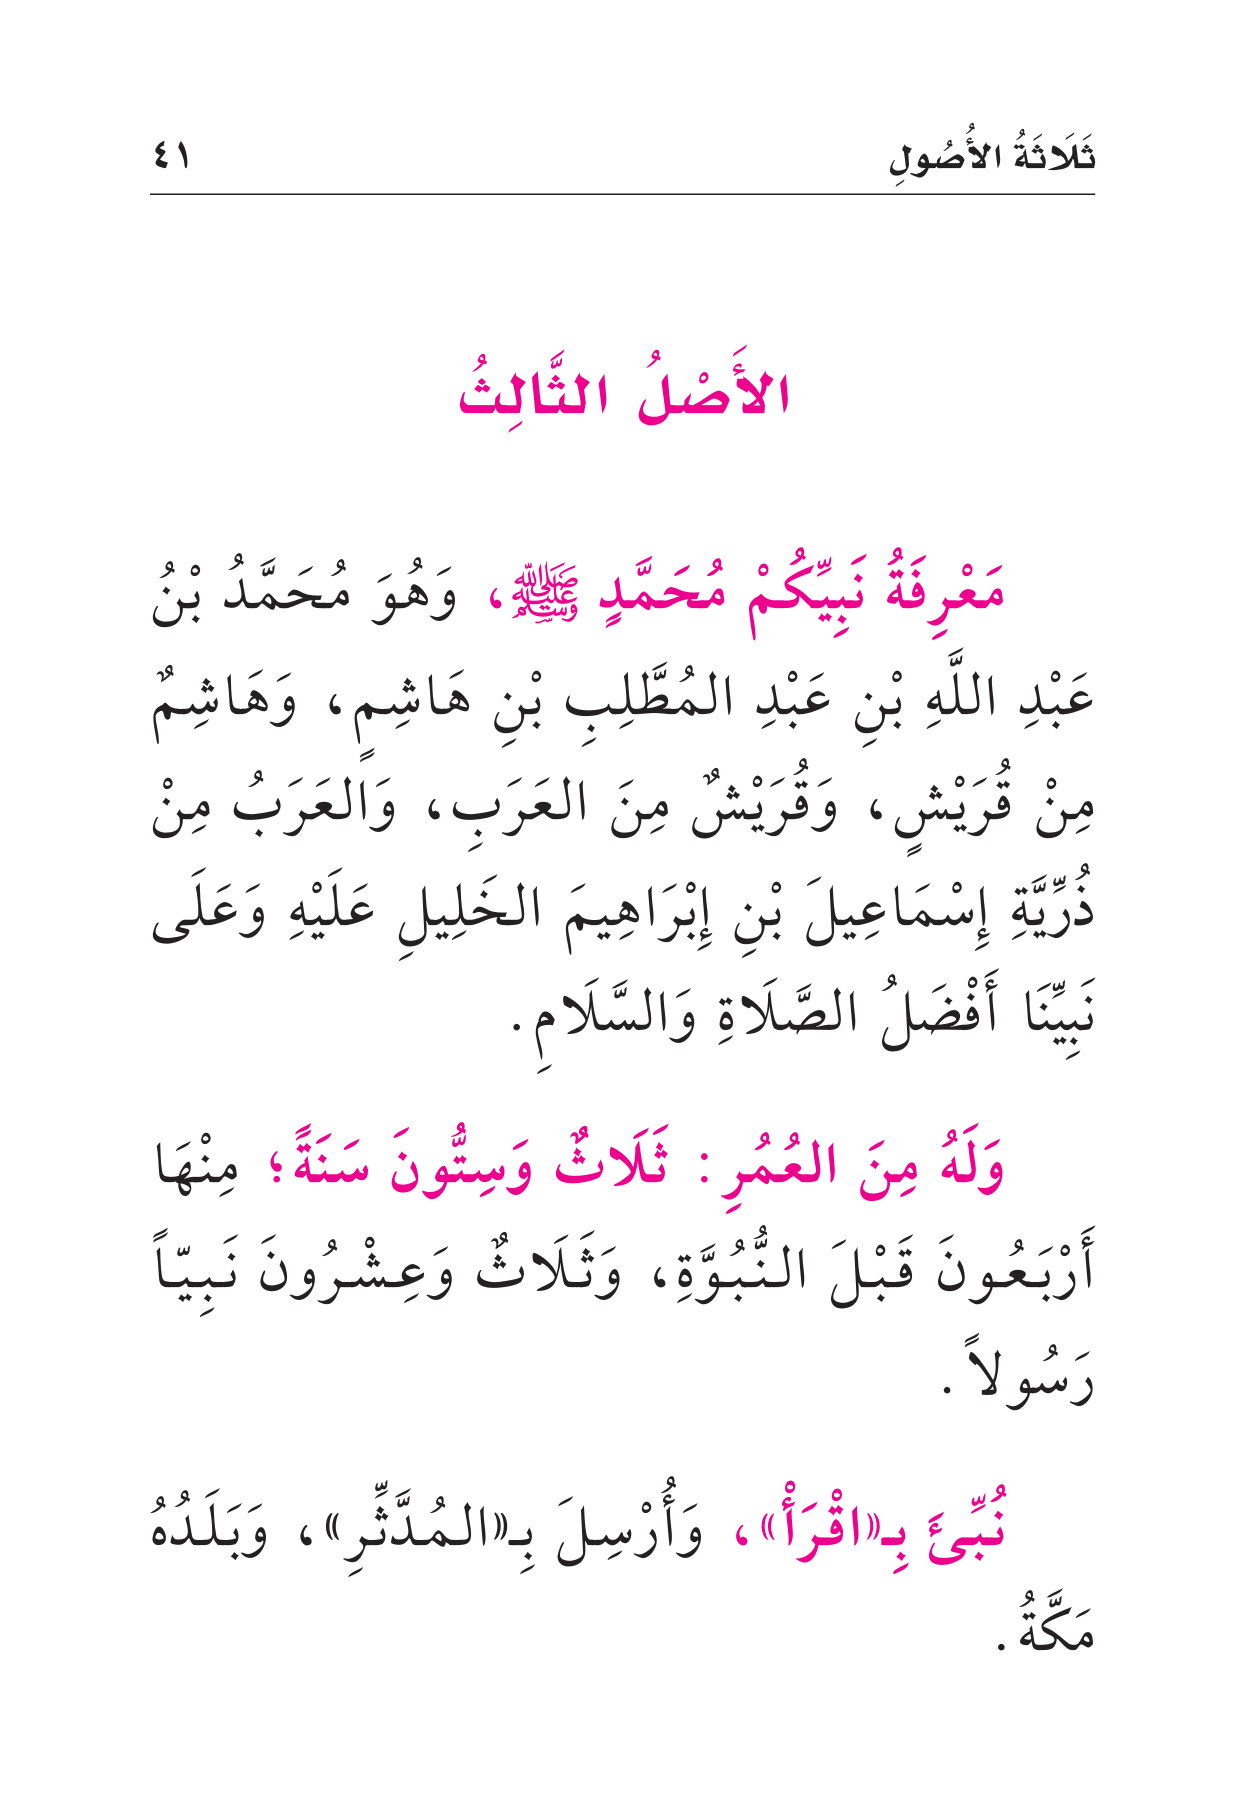 ثَلَاثَةُ الأُصُولِ ٤١
الأَصْلُ الثَّالِثُ
مَعْرِفَةُ نَبِيِّكُمْ مُحَمَّدٍ ﷺ، وَهُوَ مُحَمَّدُ بْنُ
عَبْدِ اللَّهِ بْنِ عَبْدِ المُطَّلِبِ بْنِ هَاشِمٍ، وَهَاشِمٌ
مِنْ قُرَيْشٍ، وَقُرَيْشٌ مِنَ العَرَبِ، وَالعَرَبُ مِنْ
ذُرِّيَّةِ إِسْمَاعِيلَ بْنِ إِبْرَاهِيمَ الخَلِيلِ عَلَيْهِ وَعَلَى
نَبِيِّنَا أَفْضَلُ الصَّلَاةِ وَالسَّلَامِ.
وَلَهُ مِنَ العُمُرِ: ثَلَاثٌ وَسِتُّونَ سَنَةً؛ مِنْهَا
أَرْبَعُونَ قَبْلَ النُّبُوَّةِ، وَثَلَاثٌ وَعِشْرُونَ نَبِيّاً
رَسُولاً.
نُبِّئَ بِـ«اقْرَأْ»، وَأُرْسِلَ بِـ«المُدَّثِّرِ»، وَبَلَدُهُ
مَكَّةُ.